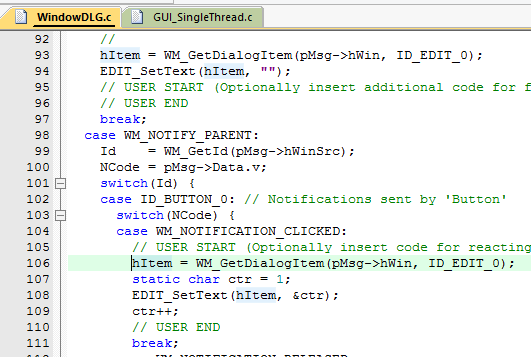 WindowDLG.c GUI_SingleThread.c
92 //
93 hItem = WM_GetDialogItem(pMsg->hWin, ID_EDIT_0);
94 EDIT_SetText(hItem, "");
95 // USER START (Optionally insert additional code for f
96 // USER END
97 break;
98 case WM_NOTIFY_PARENT:
99 Id    = WM_GetId(pMsg->hWinSrc);
100 NCode = pMsg->Data.v;
101 switch(Id) {
102 case ID_BUTTON_0: // Notifications sent by 'Button'
103 switch(NCode) {
104 case WM_NOTIFICATION_CLICKED:
105 // USER START (Optionally insert code for reacting
106 hItem = WM_GetDialogItem(pMsg->hWin, ID_EDIT_0);
107 static char ctr = 1;
108 EDIT_SetText(hItem, &ctr);
109 ctr++;
110 // USER END
111 break;